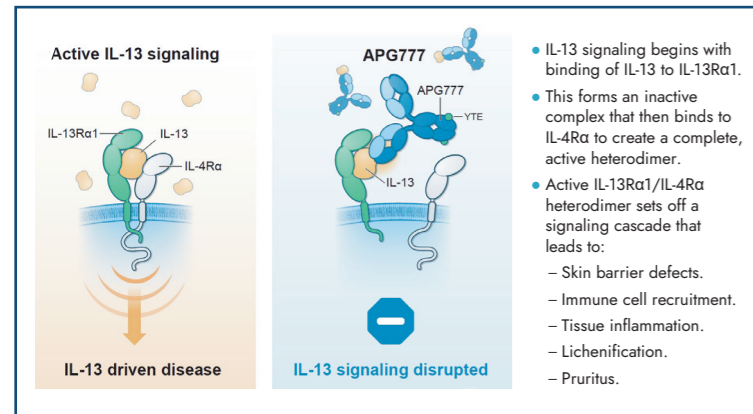 Active IL-13 signaling
IL-13Rα1
IL-13
IL-4Rα
IL-13 driven disease
APG777
APG777
YTE
IL-13
IL-13 signaling disrupted
• IL-13 signaling begins with
binding of IL-13 to IL-13Rα1.
• This forms an inactive
complex that then binds to
IL-4Rα to create a complete,
active heterodimer.
• Active IL-13Rα1/IL-4Rα
heterodimer sets off a
signaling cascade that
leads to:
– Skin barrier defects.
– Immune cell recruitment.
– Tissue inflammation.
– Lichenification.
– Pruritus.